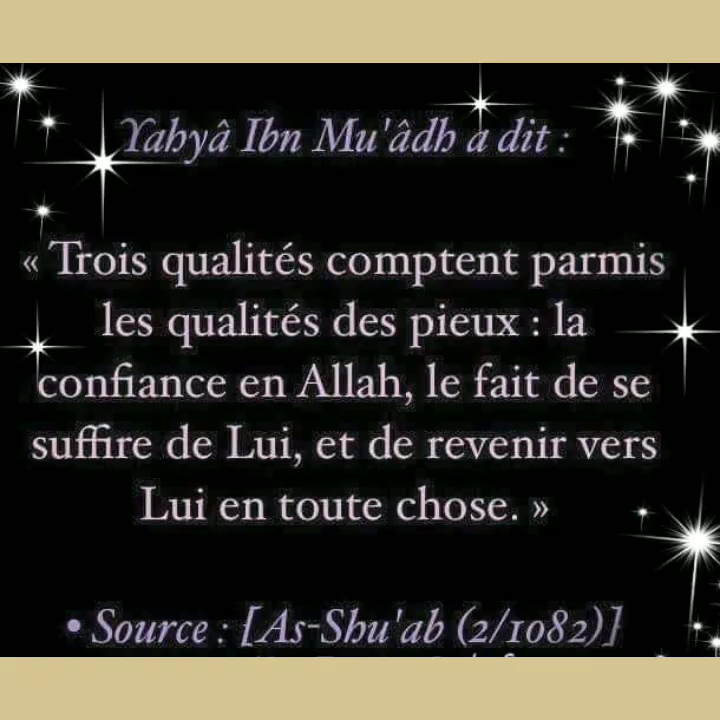 Yahyâ Ibn Mu'âdh a dit :
« Trois qualités comptent parmis
les qualités des pieux : la
confiance en Allah, le fait de se
suffire de Lui, et de revenir vers
Lui en toute chose. »
• Source : [As-Shu'ab (2/1082)]